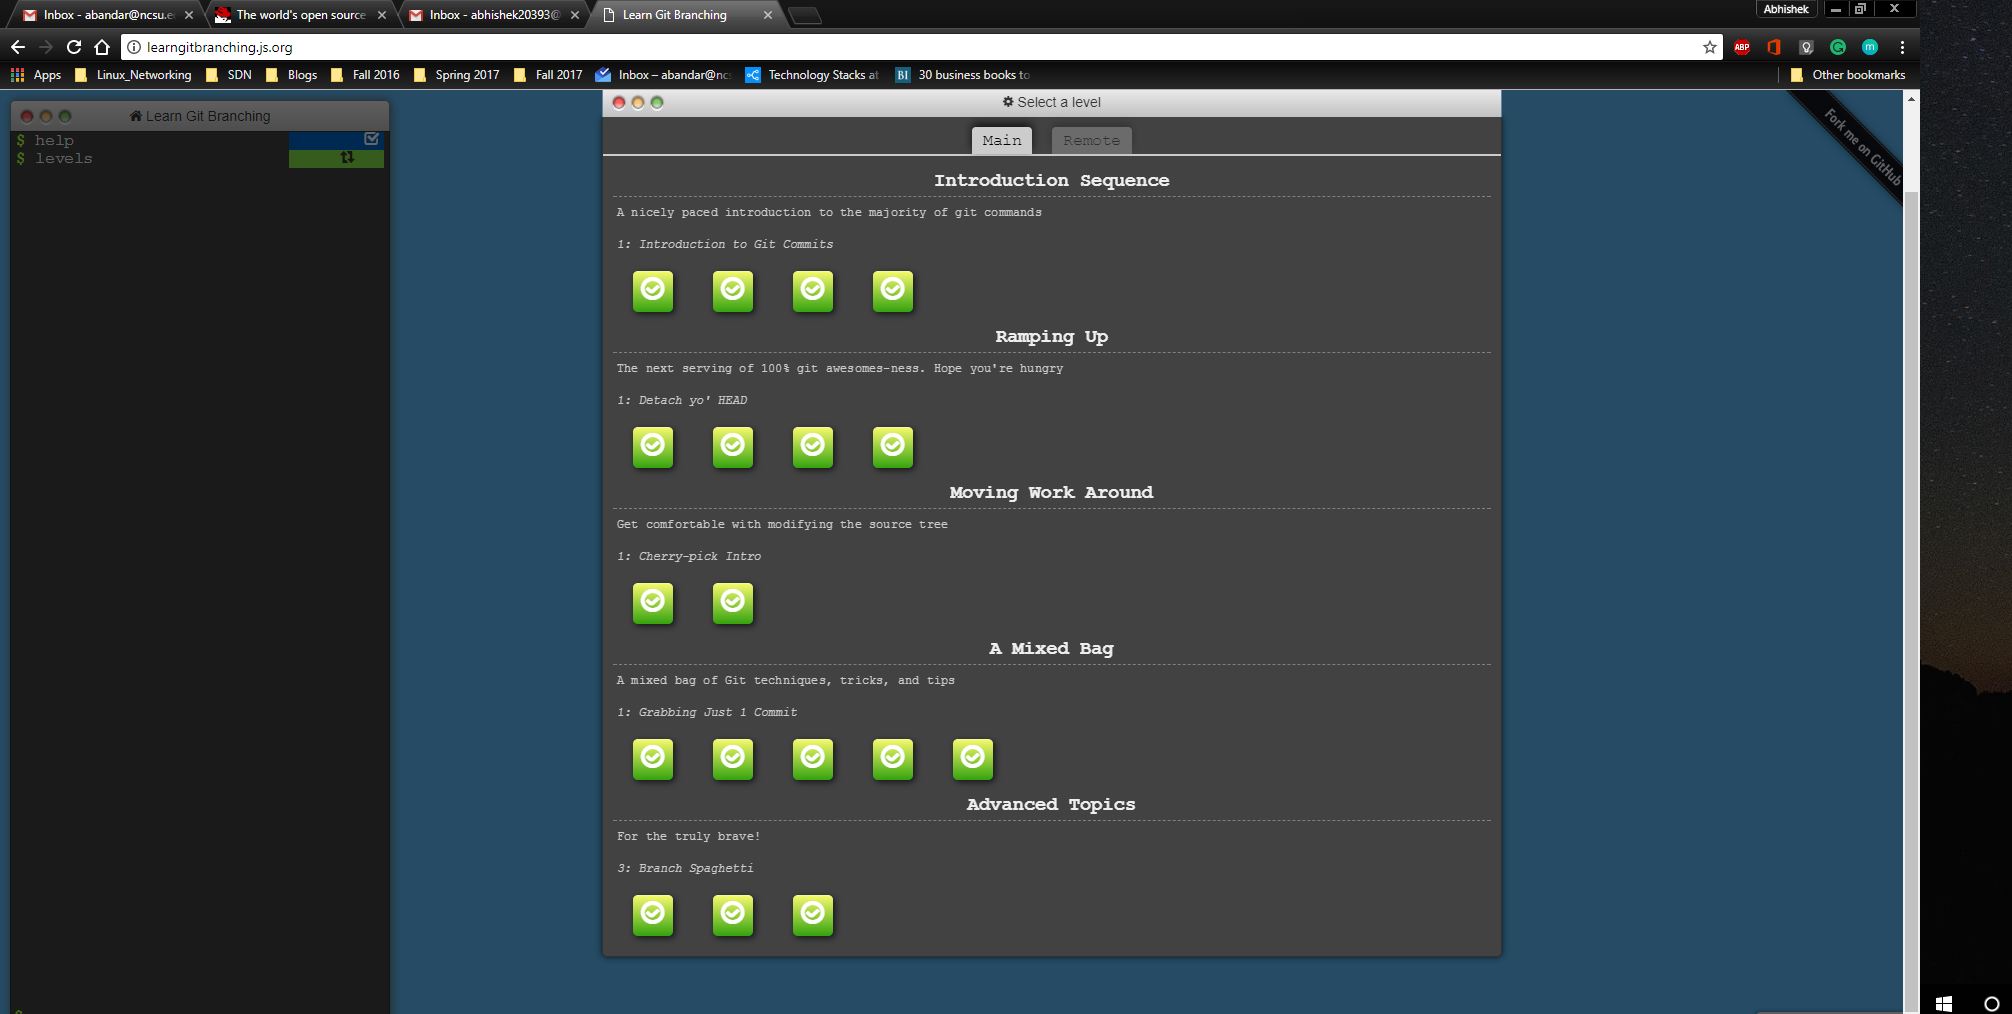 Inbox - abandar@ncsu.e
The world's open source
Inbox - abhishek20393@
Learn Git Branching
Abhishek
learngitbranching.js.org
ABP
m
Apps
Linux_Networking
SDN
Blogs
Fall 2016
Spring 2017
Fall 2017
Inbox – abandar@ncs
Technology Stacks at
BI
30 business books to
Other bookmarks
Learn Git Branching
$ help
$ levels
Select a level
Main
Remote
Fork me on GitHub
Introduction Sequence
A nicely paced introduction to the majority of git commands
1: Introduction to Git Commits
Ramping Up
The next serving of 100% git awesomes-ness. Hope you're hungry
1: Detach yo' HEAD
Moving Work Around
Get comfortable with modifying the source tree
1: Cherry-pick Intro
A Mixed Bag
A mixed bag of Git techniques, tricks, and tips
1: Grabbing Just 1 Commit
Advanced Topics
For the truly brave!
3: Branch Spaghetti